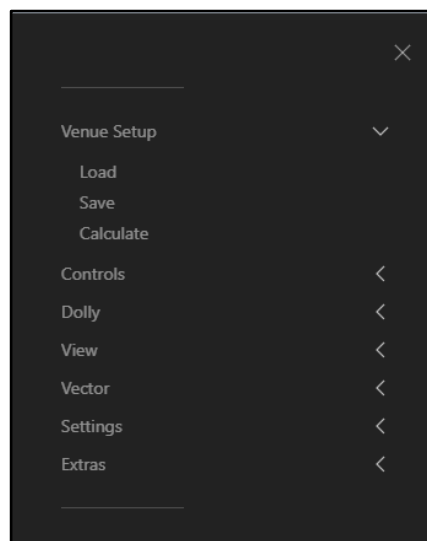 Venue Setup
Load
Save
Calculate
Controls
Dolly
View
Vector
Settings
Extras